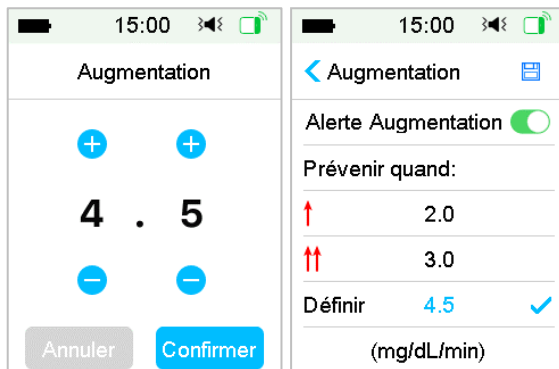 15:00
Augmentation
4 . 5
Annuler Confirmer
15:00
Augmentation
Alerte Augmentation
Prévenir quand:
2.0
3.0
Définir 4.5
(mg/dL/min)